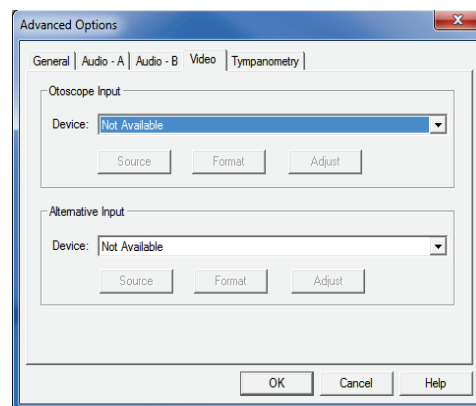 Advanced Options
General Audio - A Audio - B Video Tympanometry
Otoscope Input
Device: Not Available
Source Format Adjust
Alternative Input
Device: Not Available
Source Format Adjust
OK Cancel Help